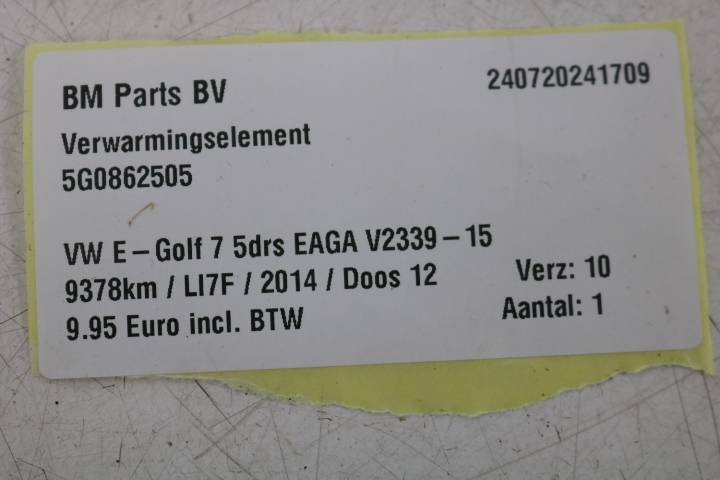 BM Parts BV 240720241709
Verwarmingselement
5G0862505
VW E-Golf 7 5drs EAGA V2339-15
9378km / LI7F / 2014 / Doos 12 Verz: 10
9.95 Euro incl. BTW Aantal: 1